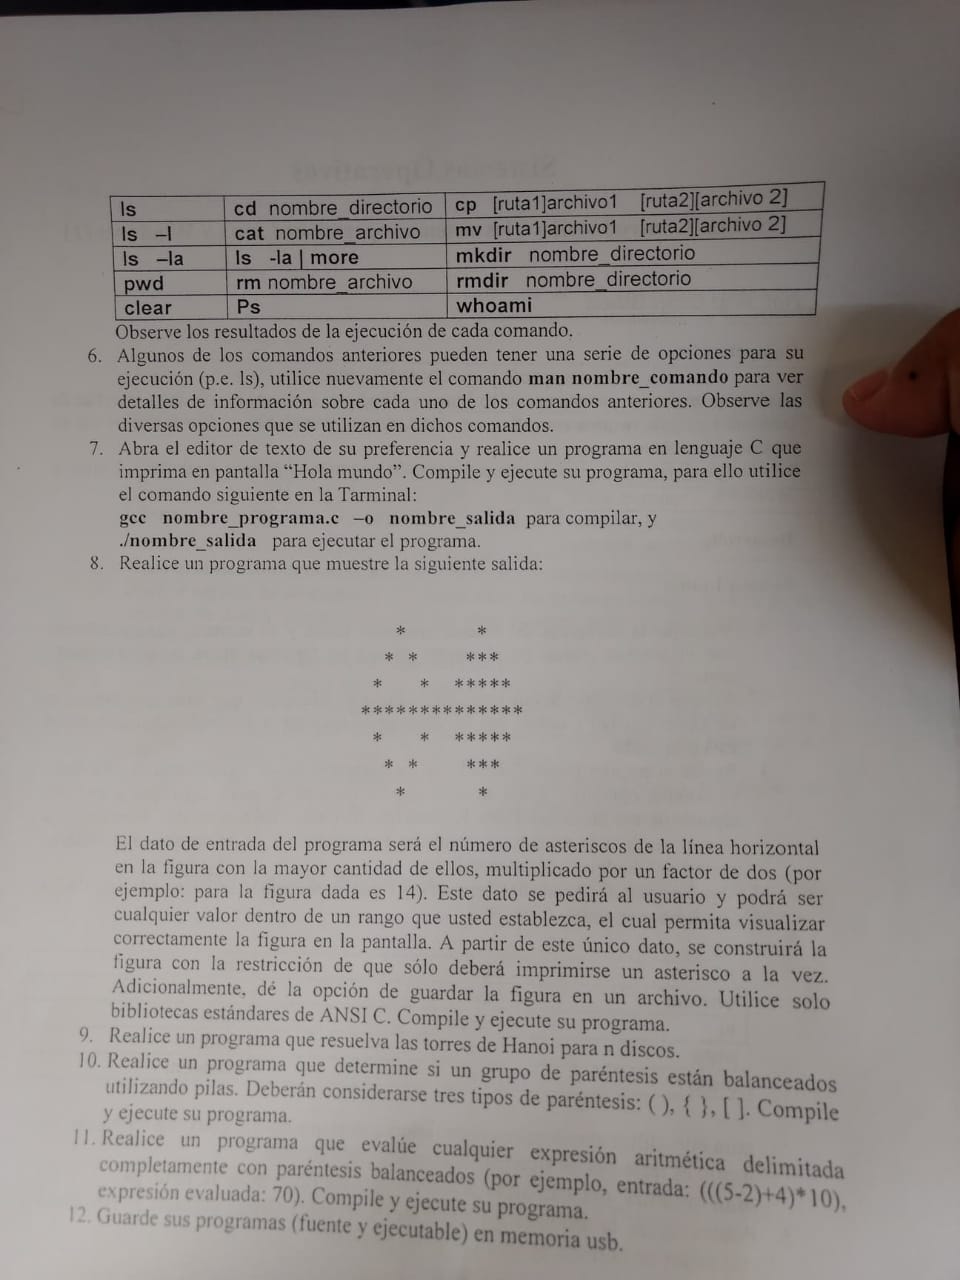 ls cd nombre_directorio cp [ruta1]archivo1 [ruta2][archivo 2]
ls –l cat nombre_archivo mv [ruta1]archivo1 [ruta2][archivo 2]
ls –la ls -la | more mkdir nombre_directorio
pwd rm nombre_archivo rmdir nombre_directorio
clear Ps whoami
Observe los resultados de la ejecución de cada comando.
6. Algunos de los comandos anteriores pueden tener una serie de opciones para su
ejecución (p.e. ls), utilice nuevamente el comando man nombre_comando para ver
detalles de información sobre cada uno de los comandos anteriores. Observe las
diversas opciones que se utilizan en dichos comandos.
7. Abra el editor de texto de su preferencia y realice un programa en lenguaje C que
imprima en pantalla “Hola mundo”. Compile y ejecute su programa, para ello utilice
el comando siguiente en la Tarminal:
gcc nombre_programa.c –o nombre_salida para compilar, y
./nombre_salida para ejecutar el programa.
8. Realice un programa que muestre la siguiente salida:
* *
* * ***
* * *****
**************
* * *****
* * ***
* *
El dato de entrada del programa será el número de asteriscos de la línea horizontal
en la figura con la mayor cantidad de ellos, multiplicado por un factor de dos (por
ejemplo: para la figura dada es 14). Este dato se pedirá al usuario y podrá ser
cualquier valor dentro de un rango que usted establezca, el cual permita visualizar
correctamente la figura en la pantalla. A partir de este único dato, se construirá la
figura con la restricción de que sólo deberá imprimirse un asterisco a la vez.
Adicionalmente, dé la opción de guardar la figura en un archivo. Utilice solo
bibliotecas estándares de ANSI C. Compile y ejecute su programa.
9. Realice un programa que resuelva las torres de Hanoi para n discos.
10. Realice un programa que determine si un grupo de paréntesis están balanceados
utilizando pilas. Deberán considerarse tres tipos de paréntesis: ( ), { }, [ ]. Compile
y ejecute su programa.
11. Realice un programa que evalúe cualquier expresión aritmética delimitada
completamente con paréntesis balanceados (por ejemplo, entrada: (((5-2)+4)*10),
expresión evaluada: 70). Compile y ejecute su programa.
12. Guarde sus programas (fuente y ejecutable) en memoria usb.